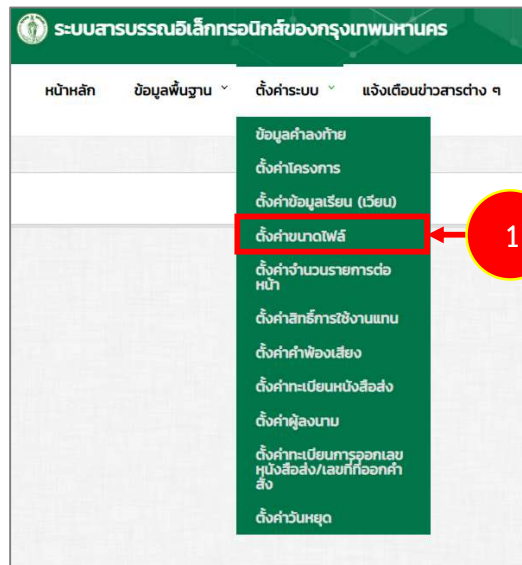 ระบบสารบรรณอิเล็กทรอนิกส์ของกรุงเทพมหานคร
หน้าหลัก ข้อมูลพื้นฐาน ตั้งค่าระบบ แจ้งเตือนข่าวสารต่าง ๆ
ข้อมูลคำลงท้าย
ตั้งค่าโครงการ
ตั้งค่าข้อมูลเรียน (เวียน)
ตั้งค่าขนาดไฟล์
1
ตั้งค่าจำนวนรายการต่อ
หน้า
ตั้งค่าสิทธิ์การใช้งานแทน
ตั้งค่าคำพ้องเสียง
ตั้งค่าทะเบียนหนังสือส่ง
ตั้งค่าผู้ลงนาม
ตั้งค่าทะเบียนการออกเลข
หนังสือส่ง/เลขที่ที่ออกคำ
สั่ง
ตั้งค่าวันหยุด